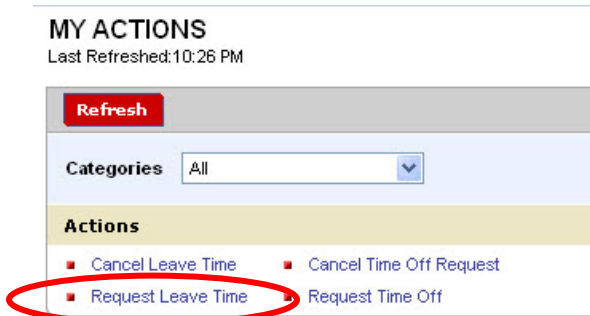 MY ACTIONS
Last Refreshed:10:26 PM
Refresh
Categories All
Actions
Cancel Leave Time Cancel Time Off Request
Request Leave Time Request Time Off